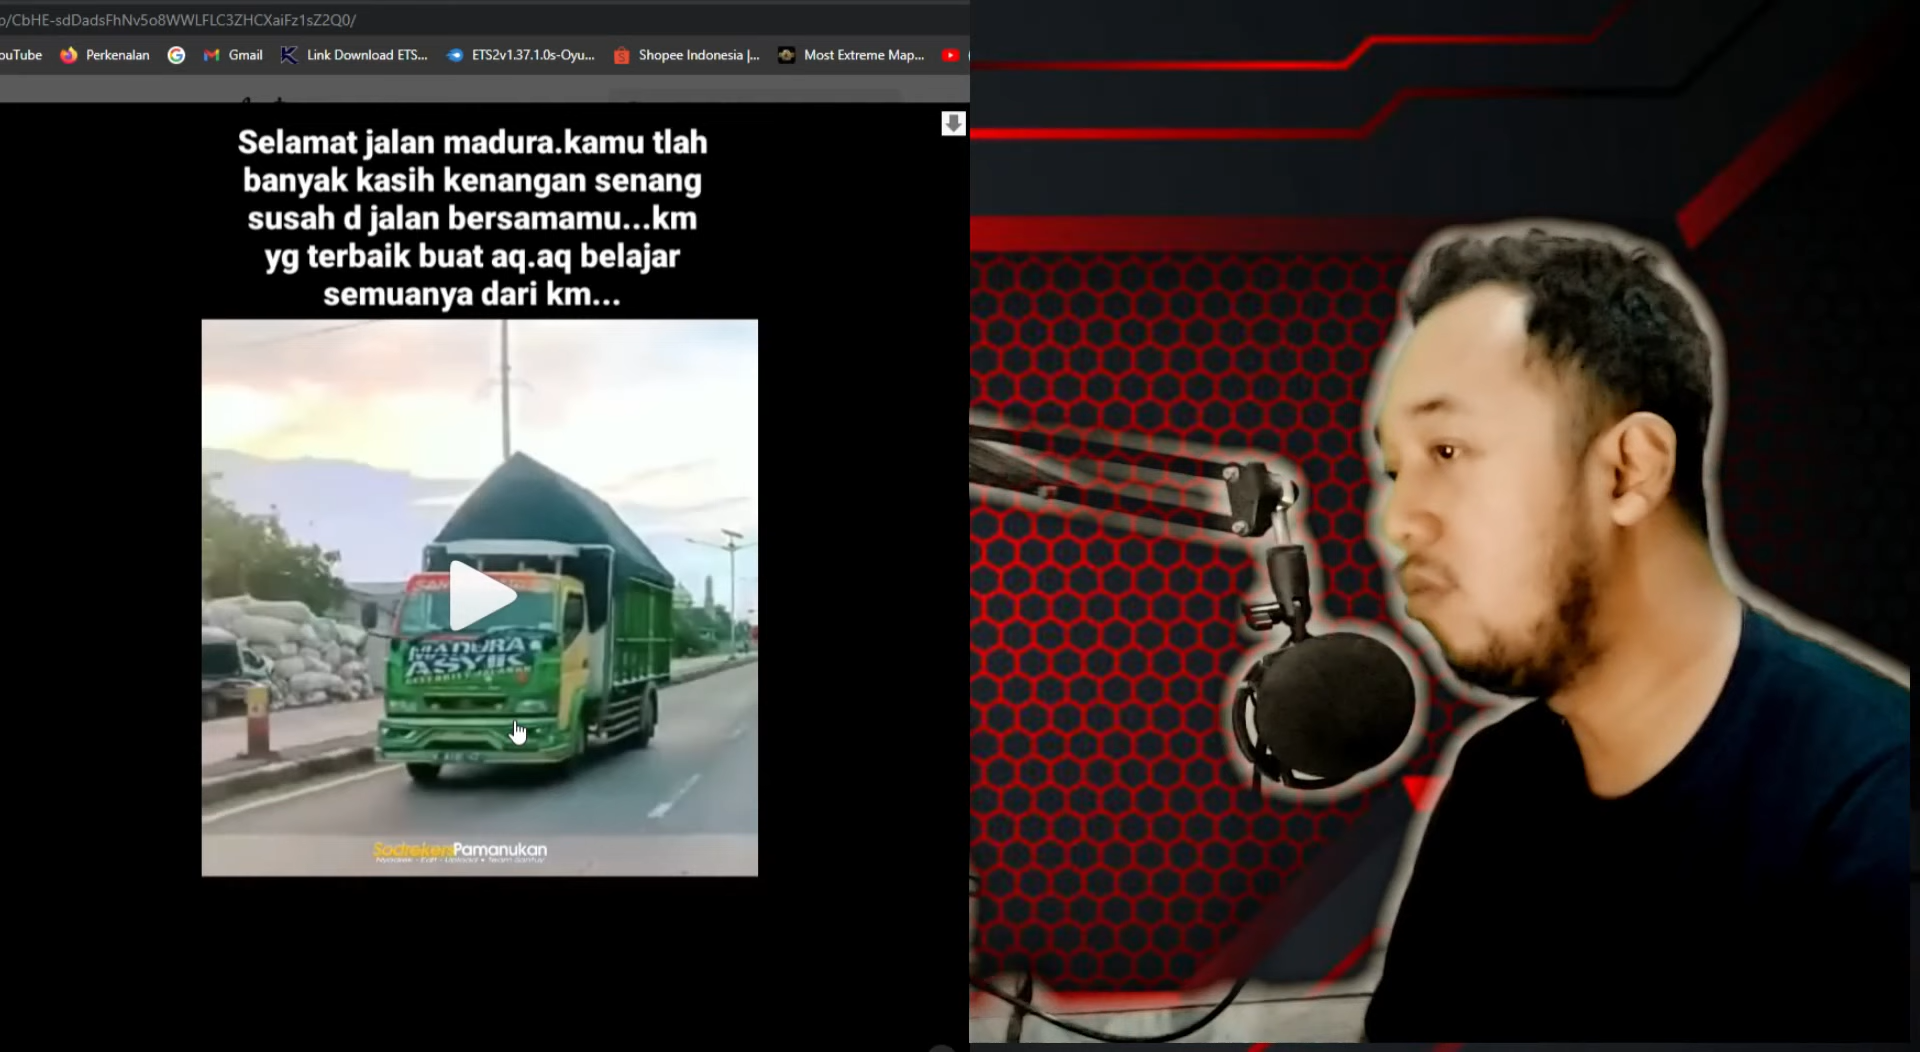 o/CbHE-sdDadsFhNv5o8WWLFLC3ZHCXaiFz1sZ2Q0/
ouTube Perkenalan Gmail Link Download ETS... ETS2v1.37.1.0s-Oyu... Shopee Indonesia |... Most Extreme Map...
Selamat jalan madura.kamu tlah
banyak kasih kenangan senang
susah d jalan bersamamu...km
yg terbaik buat aq.aq belajar
semuanya dari km...
MADURA
ASYIK
SodrekersPamanukan